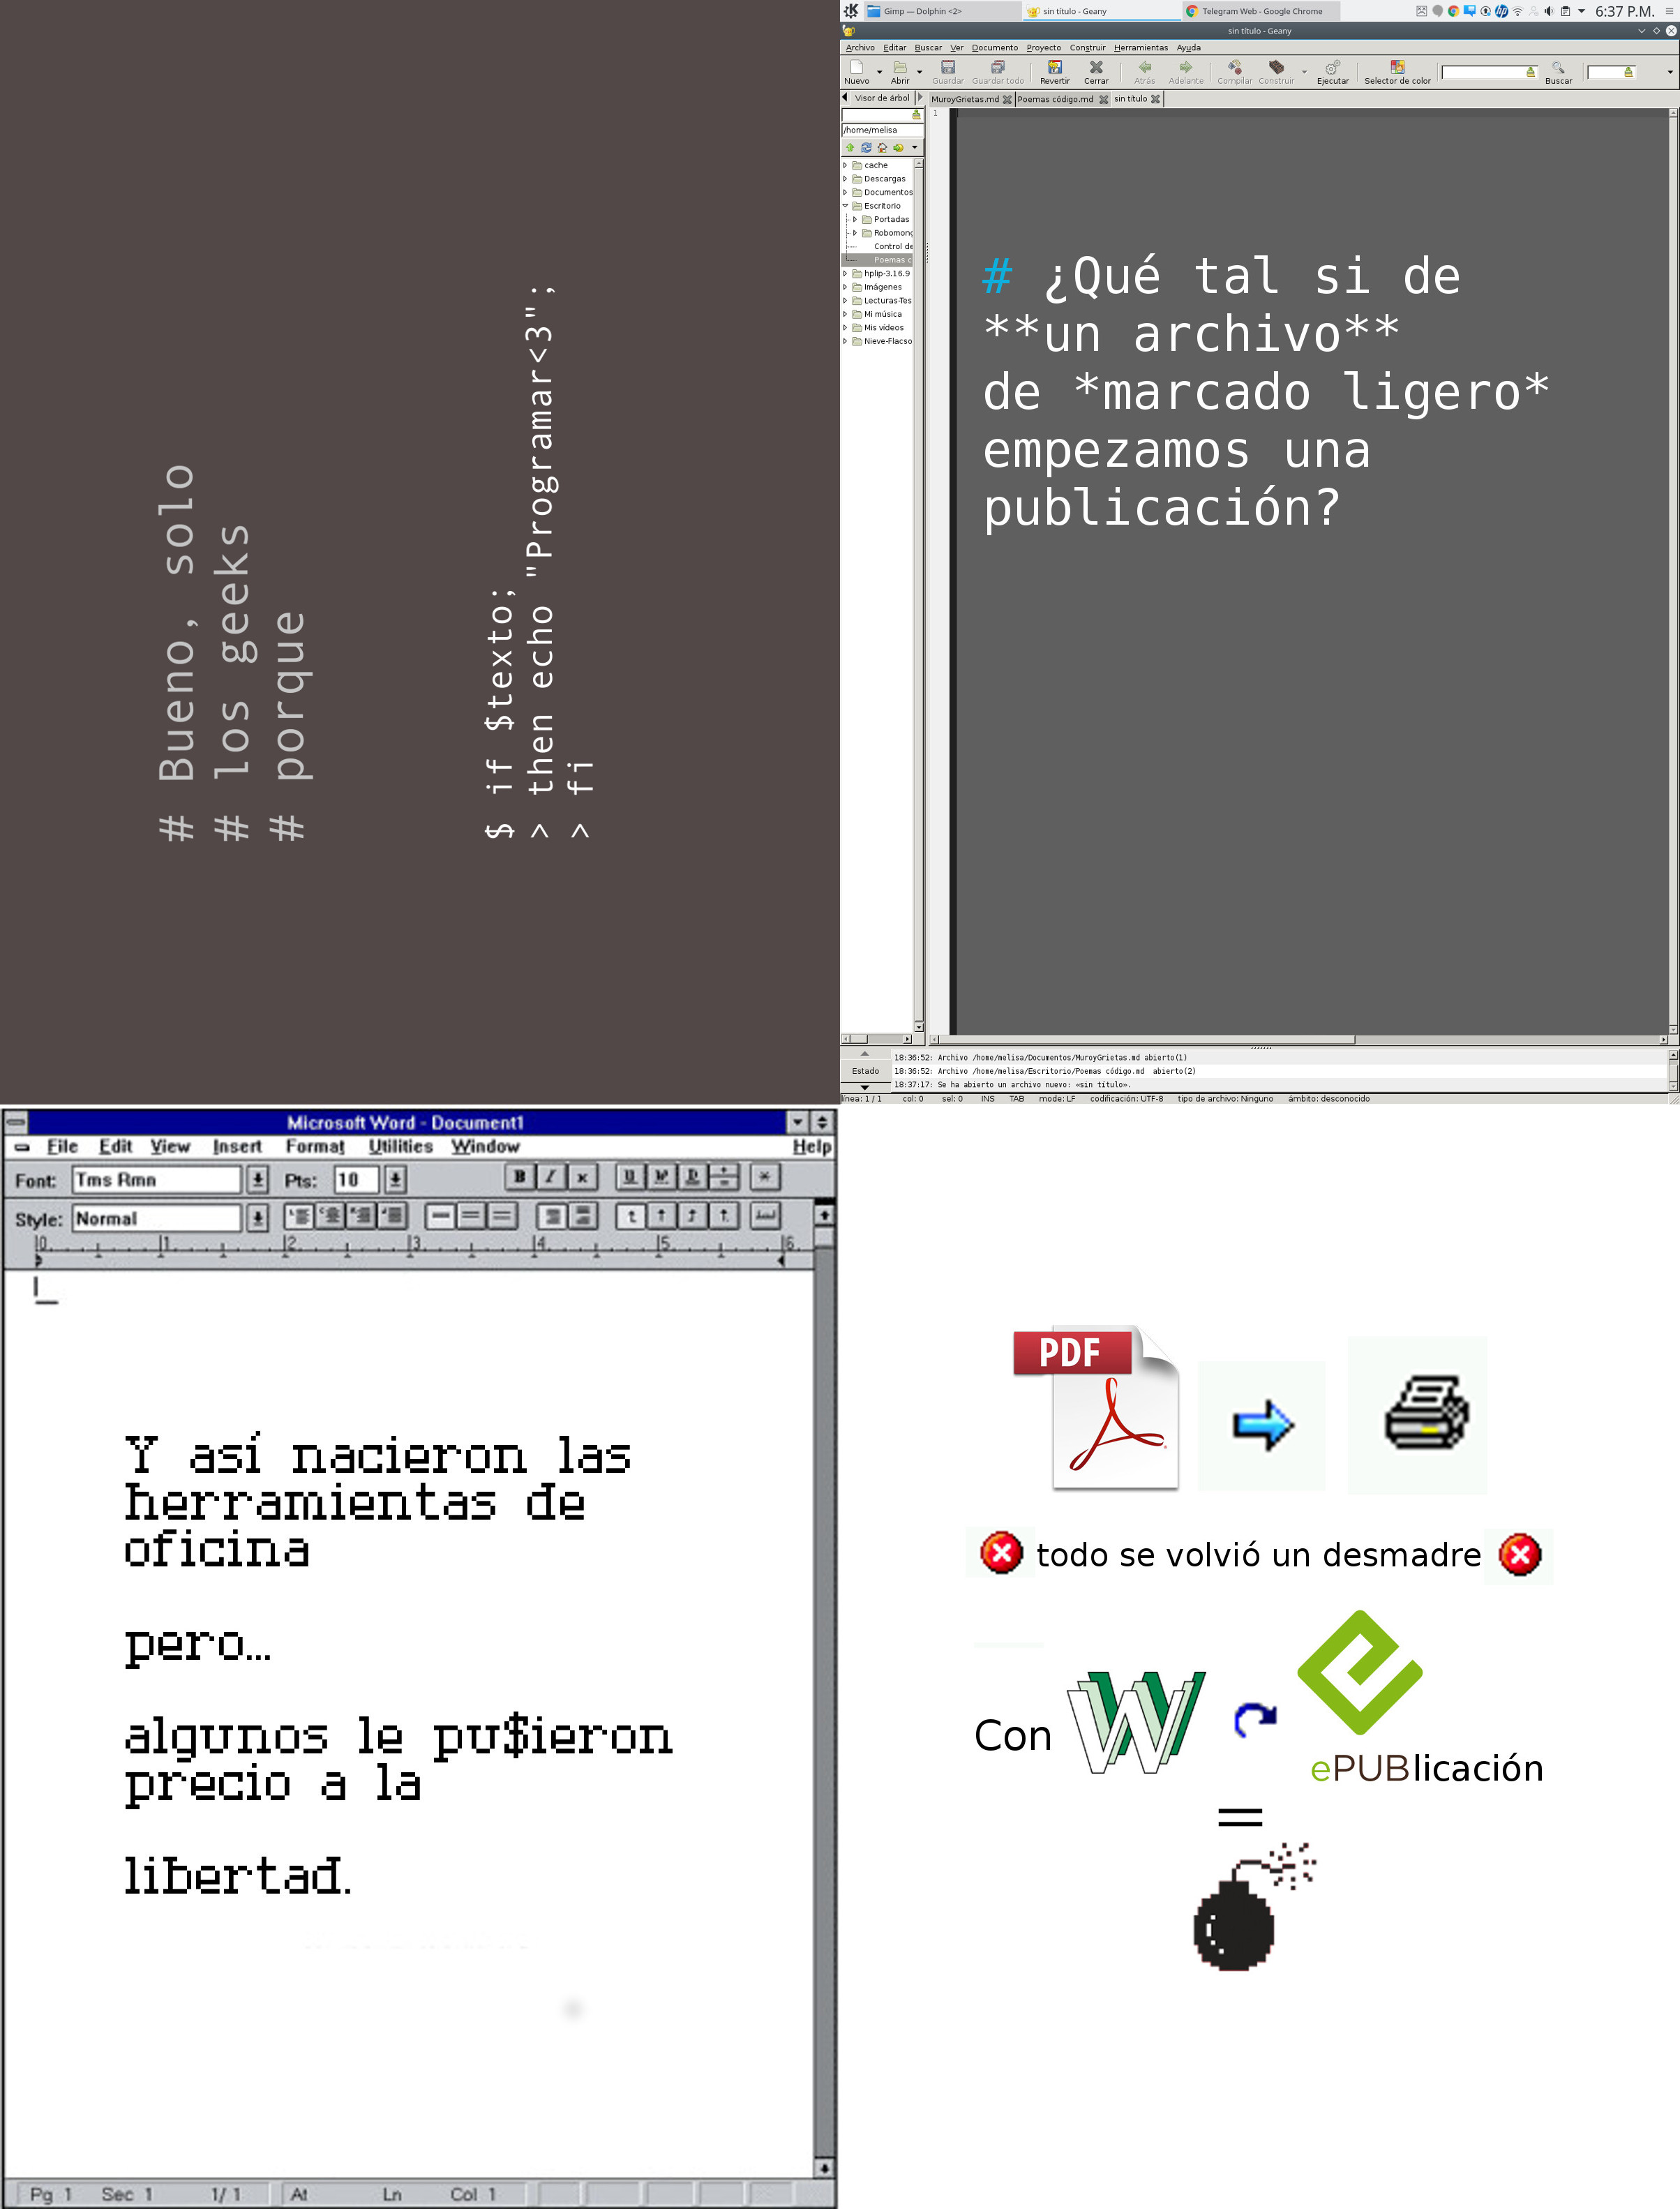 # Bueno, solo
# los geeks
# porque
$ if $texto;
> then echo "Programar<3";
> fi
Gimp — Dolphin <2>
sin título - Geany
Telegram Web - Google Chrome
6:37 P.M.
sin título - Geany
Archivo Editar Buscar Ver Documento Proyecto Construir Herramientas Ayuda
Nuevo Abrir Guardar Guardar todo Revertir Cerrar Atrás Adelante Compilar Construir Ejecutar Selector de color Buscar
Visor de árbol
MuroyGrietas.md Poemas código.md sin título
/home/melisa
cache
Descargas
Documentos
Escritorio
Portadas
Robomong
Control de
Poemas c
hplip-3.16.9
Imágenes
Lecturas-Tes
Mi música
Mis vídeos
Nieve-Flacso
1
# ¿Qué tal si de
**un archivo**
de *marcado ligero*
empezamos una
publicación?
Estado
18:36:52: Archivo /home/melisa/Documentos/MuroyGrietas.md abierto(1)
18:36:52: Archivo /home/melisa/Escritorio/Poemas código.md abierto(2)
18:37:17: Se ha abierto un archivo nuevo: «sin título».
línea: 1 / 1 col: 0 sel: 0 INS TAB mode: LF codificación: UTF-8 tipo de archivo: Ninguno ámbito: desconocido
Microsoft Word - Document1
File Edit View Insert Format Utilities Window Help
Font: Tms Rmn Pts: 10 B I K U W D
Style: Normal
0 1 2 3 4 5 6
Y así nacieron las
herramientas de
oficina
pero...
algunos le pu$ieron
precio a la
libertad.
Pg 1 Sec 1 1/ 1 At Ln Col 1
PDF
todo se volvió un desmadre
Con W
ePUBlicación
=